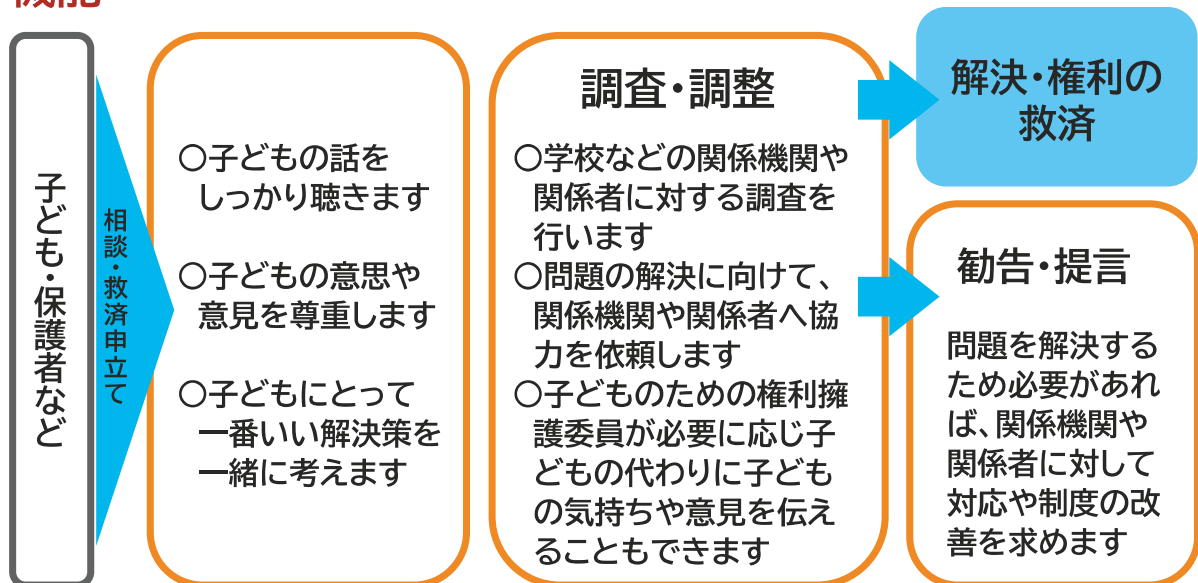 機能
子ども・保護者など
相談・救済申立て
○子どもの話を
しっかり聴きます
○子どもの意思や
意見を尊重します
○子どもにとって
一番いい解決策を
一緒に考えます
調査・調整
○学校などの関係機関や
関係者に対する調査を
行います
○問題の解決に向けて、
関係機関や関係者へ協
力を依頼します
○子どものための権利擁
護委員が必要に応じ子
どもの代わりに子ども
の気持ちや意見を伝え
ることもできます
解決・権利の
救済
勧告・提言
問題を解決する
ため必要があれ
ば、関係機関や
関係者に対して
対応や制度の改
善を求めます